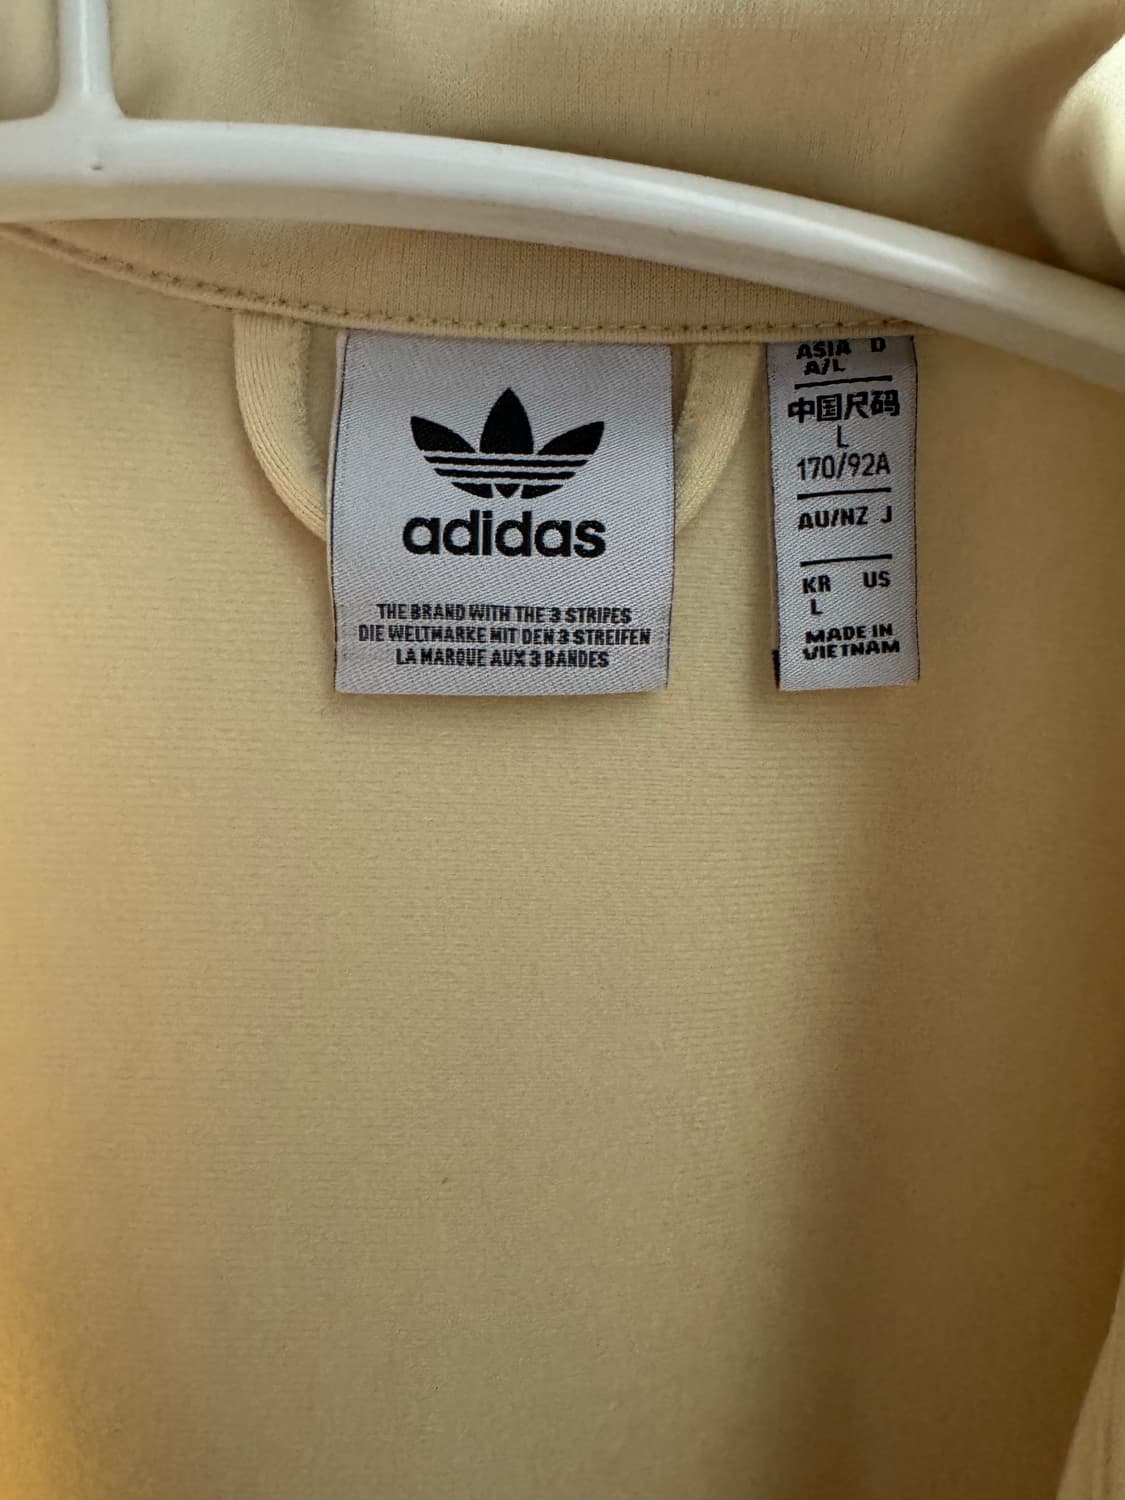 adidas
THE BRAND WITH THE 3 STRIPES
DIE WELTMARKE MIT DEN 3 STREIFEN
LA MARQUE AUX 3 BANDES
ASIA D
A/L
中国尺码
L
170/92A
AU/NZ J
KR US
L
MADE IN
VIETNAM